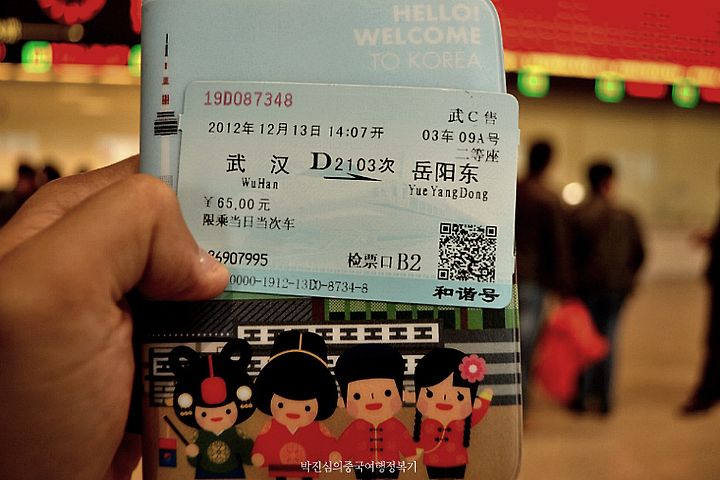 HELLO!
WELCOME
TO KOREA
19D087348
武C售
2012年12月13日 14:07开
03车 09A号
二等座
武 汉 D2103次 岳阳东
WuHan YueYangDong
￥65.00元
限乘当日当次车
86907995 检票口B2
0000-1912-13D0-8734-8 和谐号
박진심의중국여행정복기